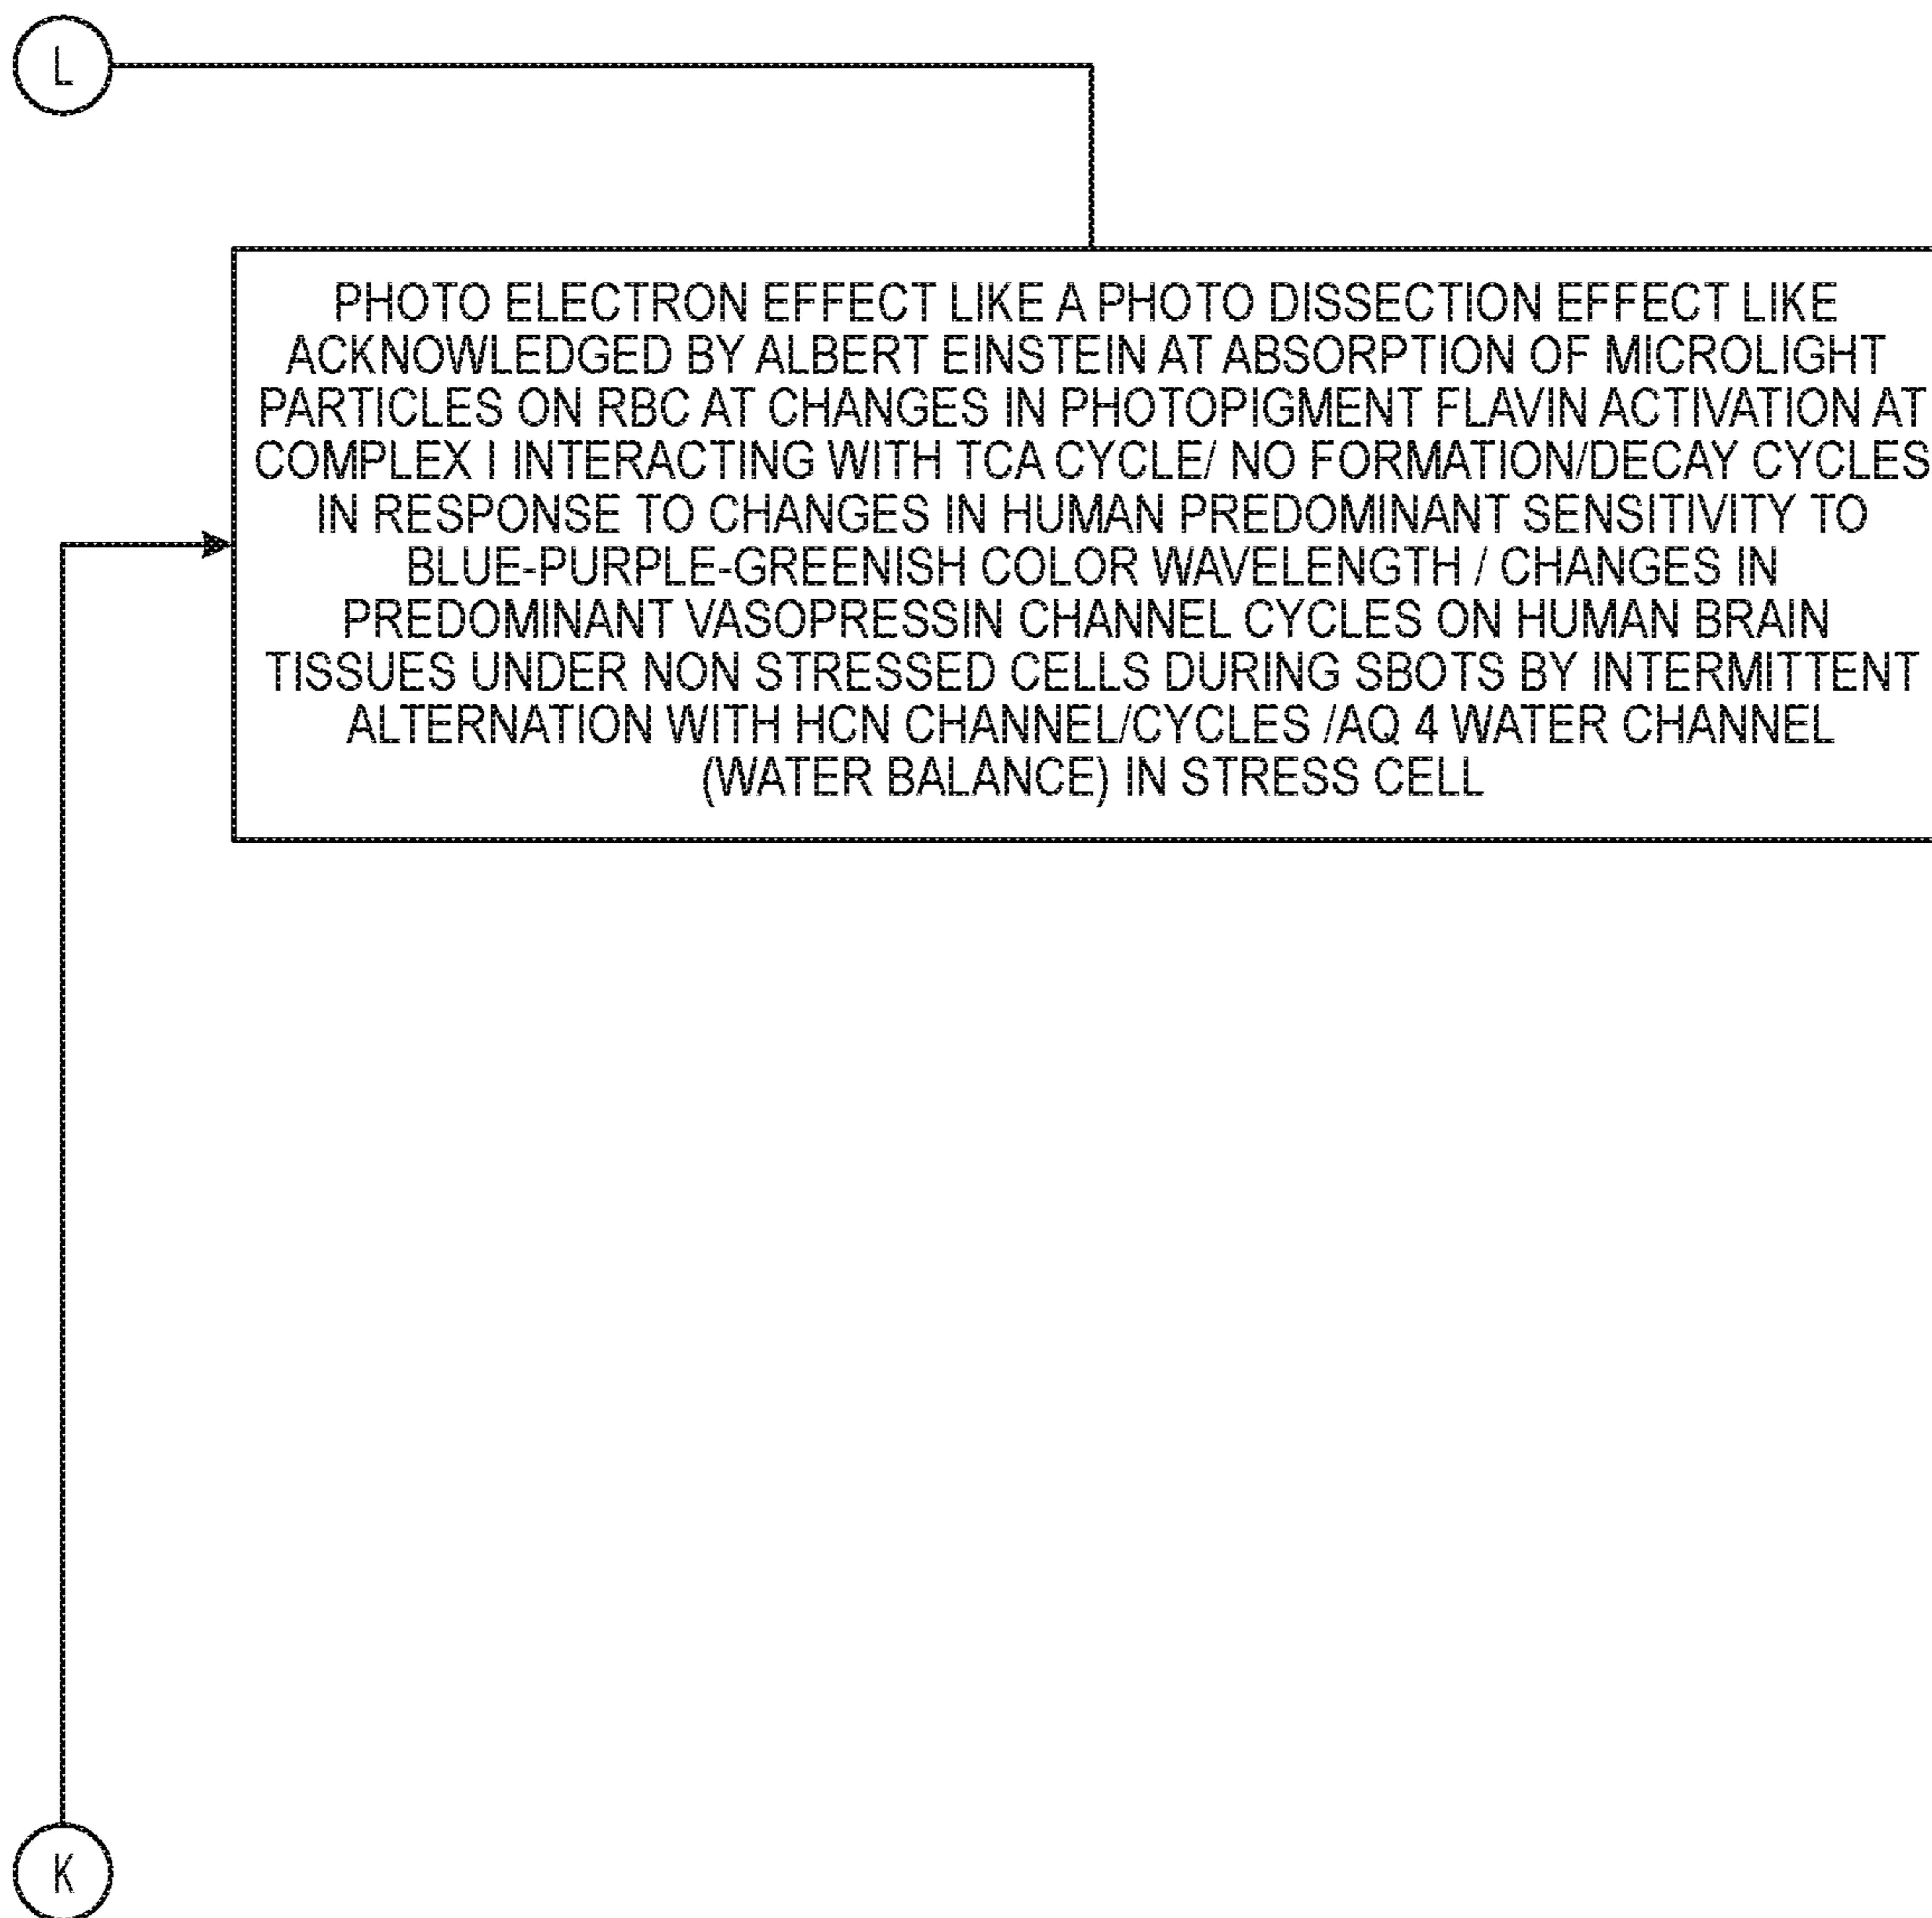 L
PHOTO ELECTRON EFFECT LIKE A PHOTO DISSECTION EFFECT LIKE
ACKNOWLEDGED BY ALBERT EINSTEIN AT ABSORPTION OF MICROLIGHT
PARTICLES ON RBC AT CHANGES IN PHOTOPIGMENT FLAVIN ACTIVATION AT
COMPLEX I INTERACTING WITH TCA CYCLE/ NO FORMATION/DECAY CYCLES
IN RESPONSE TO CHANGES IN HUMAN PREDOMINANT SENSITIVITY TO
BLUE-PURPLE-GREENISH COLOR WAVELENGTH / CHANGES IN
PREDOMINANT VASOPRESSIN CHANNEL CYCLES ON HUMAN BRAIN
TISSUES UNDER NON STRESSED CELLS DURING SBOTS BY INTERMITTENT
ALTERNATION WITH HCN CHANNEL/CYCLES /AQ 4 WATER CHANNEL
(WATER BALANCE) IN STRESS CELL
K